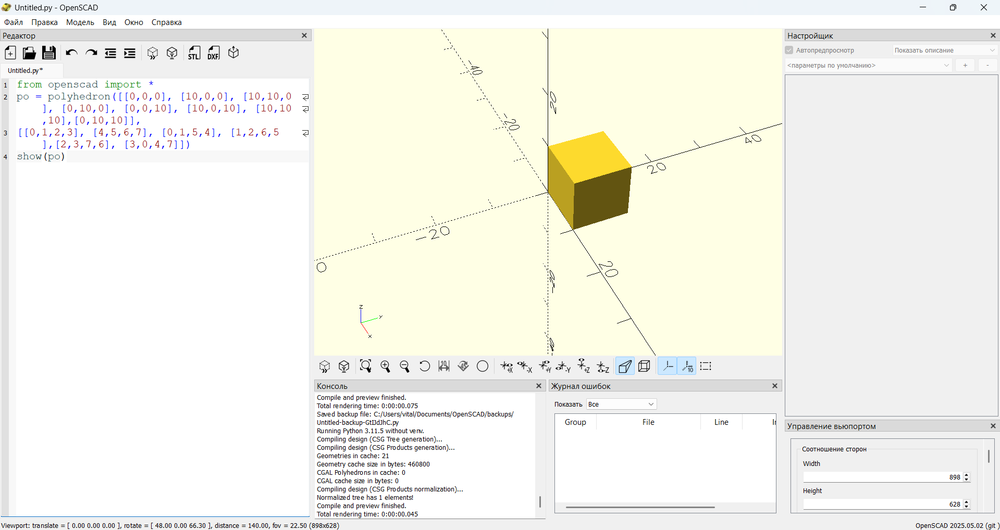 Untitled.py - OpenSCAD
Файл Правка Модель Вид Окно Справка
Редактор
STL DXF
Untitled.py*
1 from openscad import *
2 po = polyhedron([[0,0,0], [10,0,0], [10,10,0
], [0,10,0], [0,0,10], [10,0,10], [10,10
,10],[0,10,10]],
3 [[0,1,2,3], [4,5,6,7], [0,1,5,4], [1,2,6,5
],[2,3,7,6], [3,0,4,7]])
4 show(po)
-40
20
-20
40
20
-20
0
20
z
y
x
10 45 +X -X +Y -Y +Z -Z 10
Консоль
Compile and preview finished.
Total rendering time: 0:00:00.075
Saved backup file: C:/Users/vital/Documents/OpenSCAD/backups/
Untitled-backup-GtIJdJhC.py
Running Python 3.11.5 without venv.
Compiling design (CSG Tree generation)...
Compiling design (CSG Products generation)...
Geometries in cache: 21
Geometry cache size in bytes: 460800
CGAL Polyhedrons in cache: 0
CGAL cache size in bytes: 0
Compiling design (CSG Products normalization)...
Normalized tree has 1 elements!
Compile and preview finished.
Total rendering time: 0:00:00.045
Журнал ошибок
Показать Все
Group File Line
Настройщик
Автопредпросмотр Показать описание
<параметры по умолчанию> + -
Управление вьюпортом
Соотношение сторон
Width
898
Height
628
Viewport: translate = [ 0.00 0.00 0.00 ], rotate = [ 48.00 0.00 66.30 ], distance = 140.00, fov = 22.50 (898x628)
OpenSCAD 2025.05.02 (git )